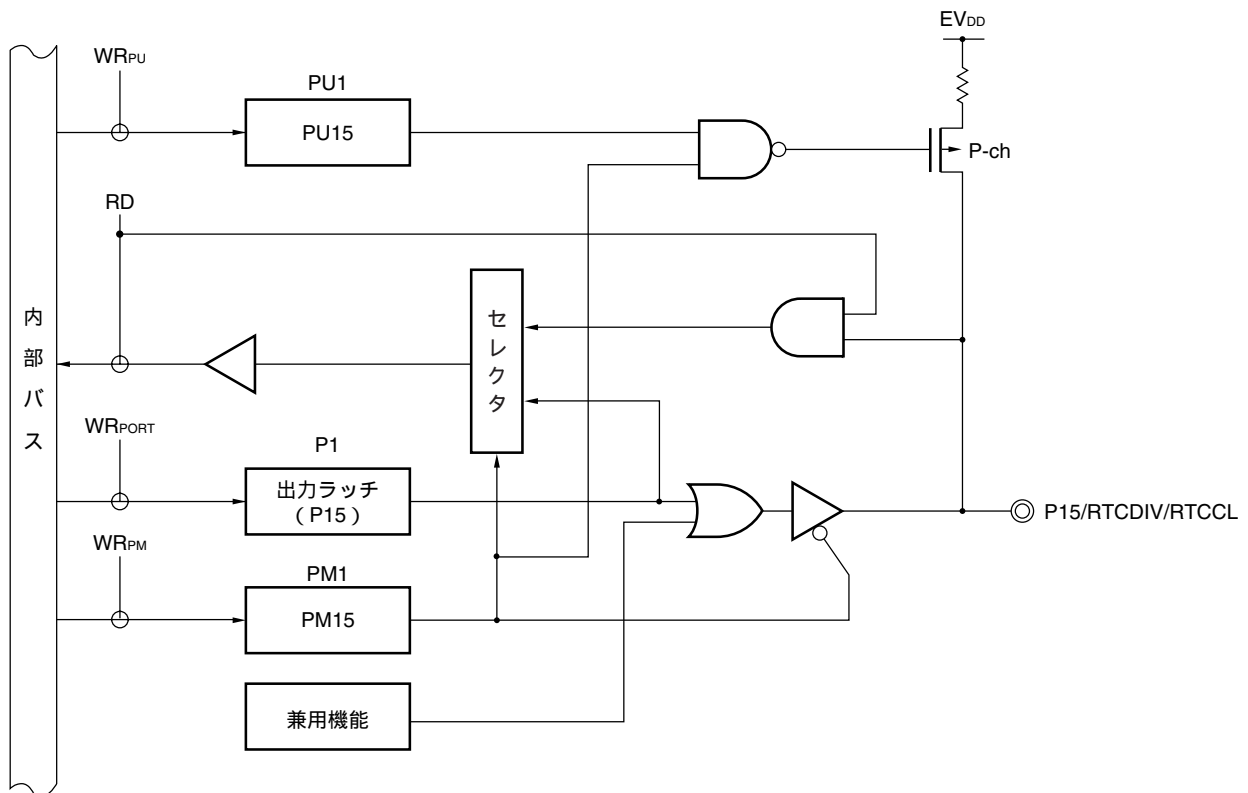 EVDD
WRPU
PU1
PU15
P-ch
RD
内部バス
セレクタ
WRPORT
P1
出力ラッチ
（P15）
P15/RTCDIV/RTCCL
WRPM
PM1
PM15
兼用機能